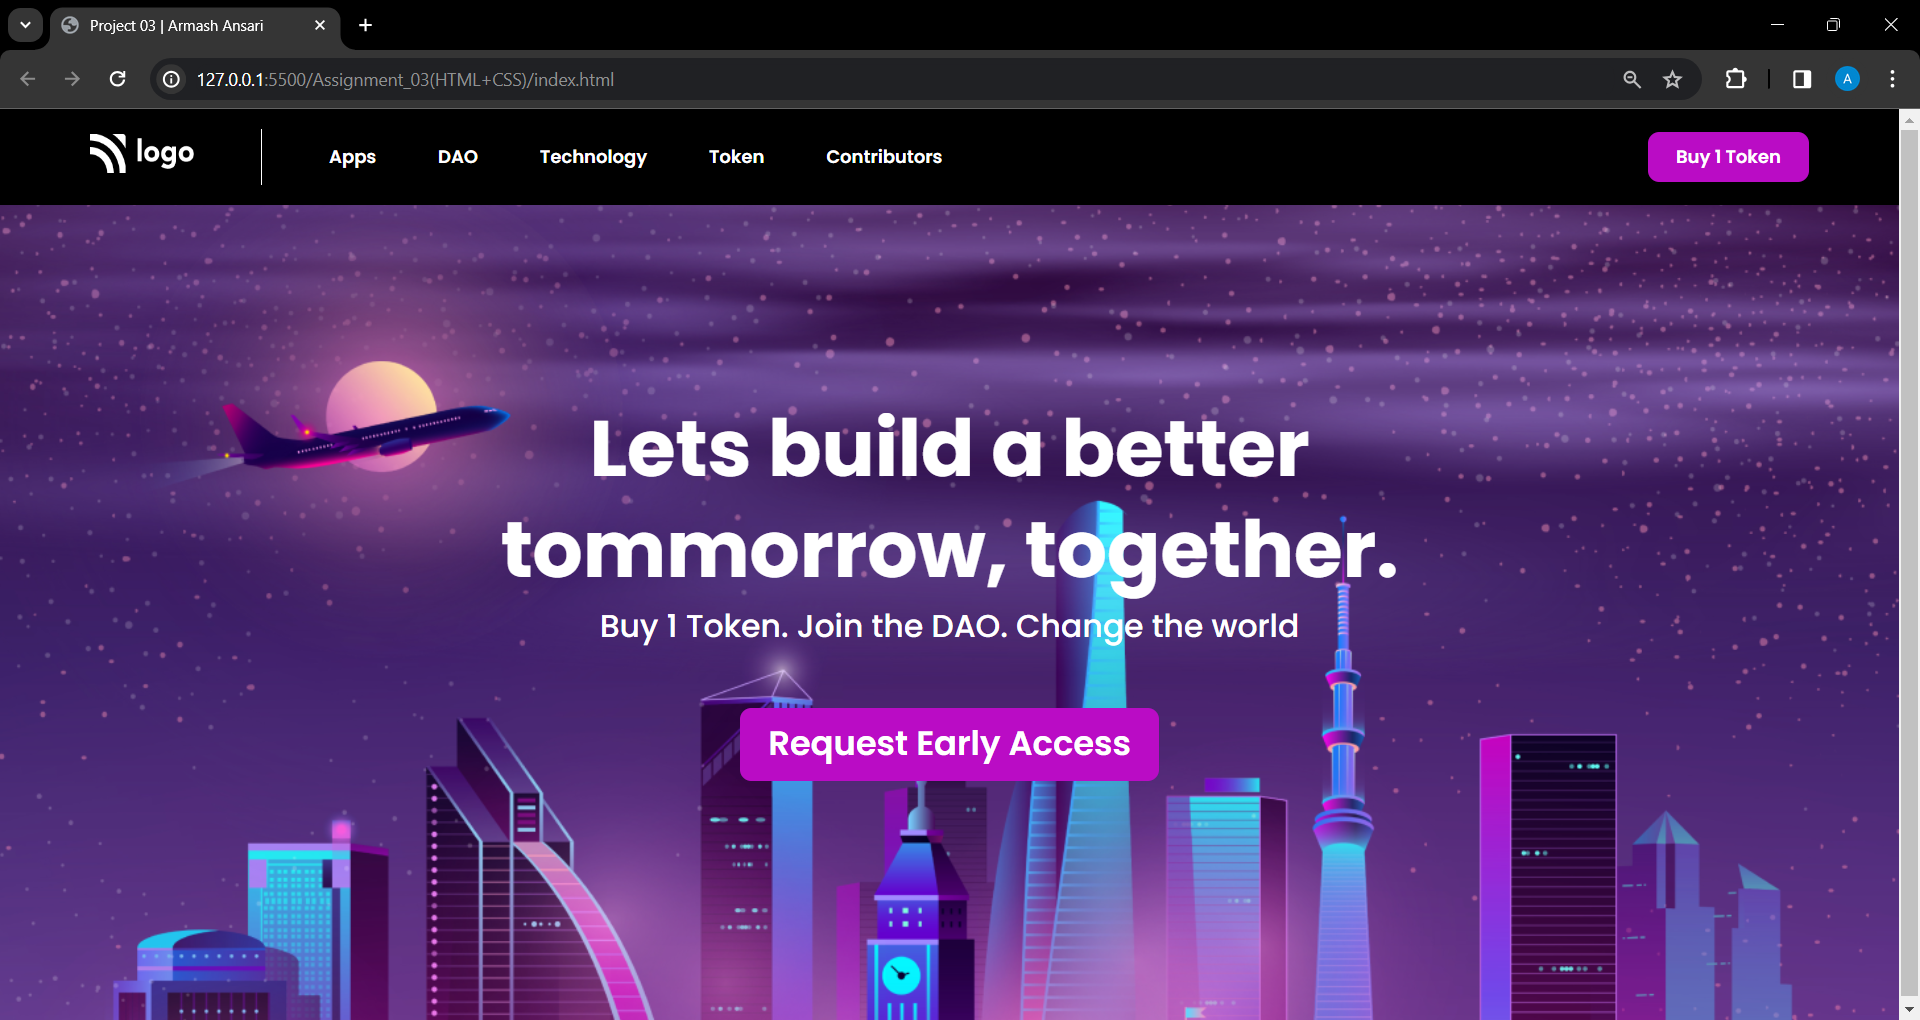 Project 03 | Armash Ansari
127.0.0.1:5500/Assignment_03(HTML+CSS)/index.html
A
logo
Apps
DAO
Technology
Token
Contributors
Buy 1 Token
Lets build a better
tommorrow, together.
Buy 1 Token. Join the DAO. Change the world
Request Early Access